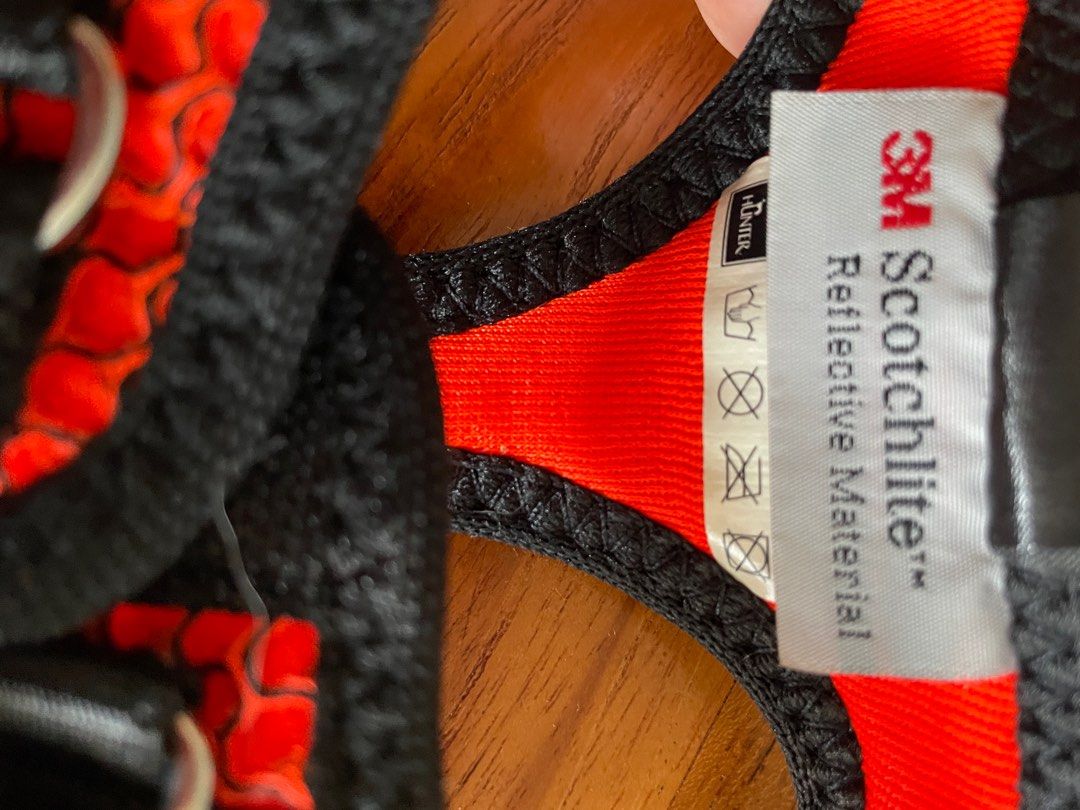 HUNTER
3M
Scotchlite™
Reflective Material